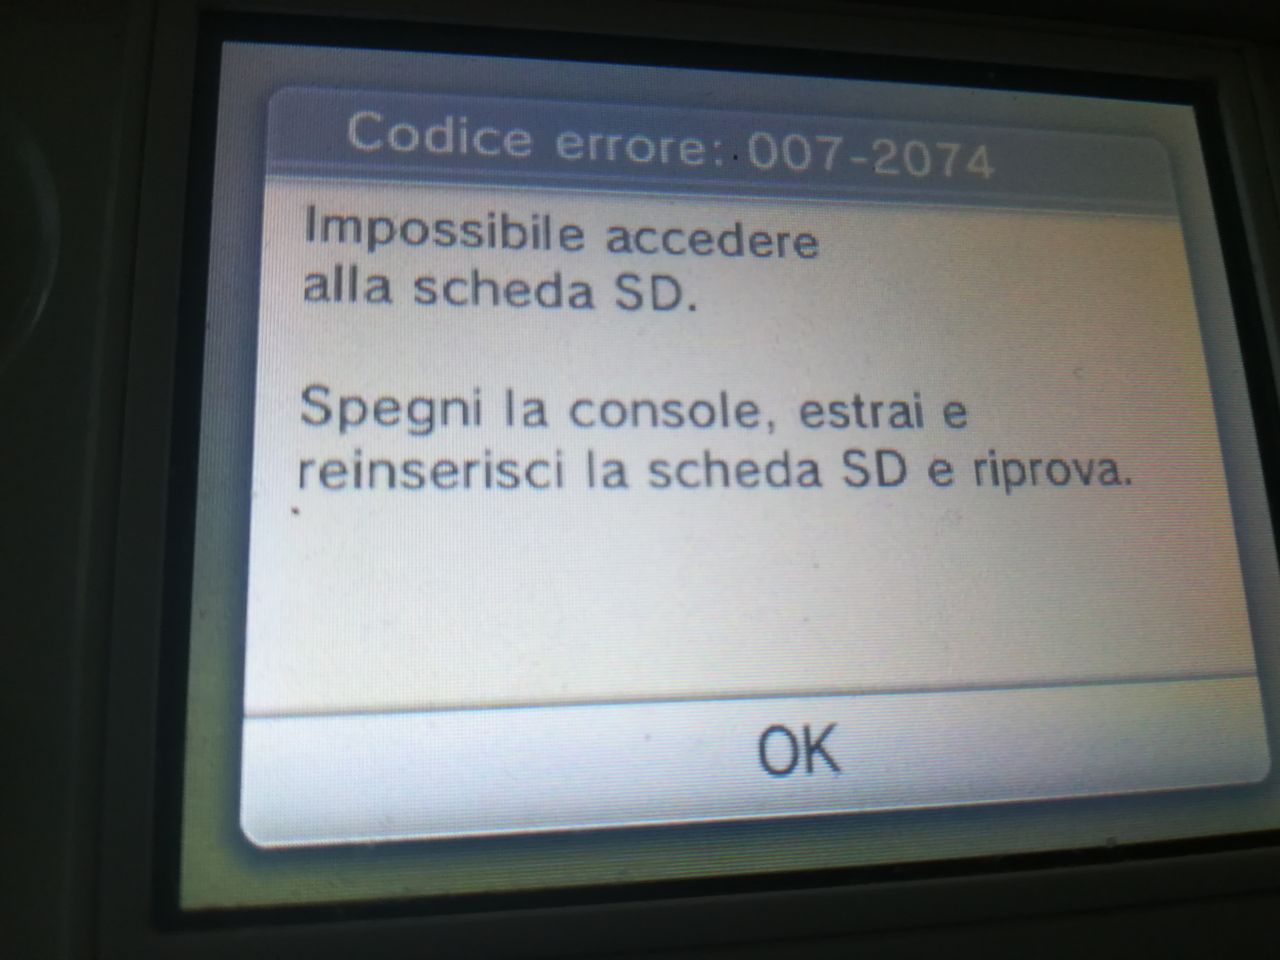 Codice errore: 007-2074
Impossibile accedere
alla scheda SD.
Spegni la console, estrai e
reinserisci la scheda SD e riprova.
OK